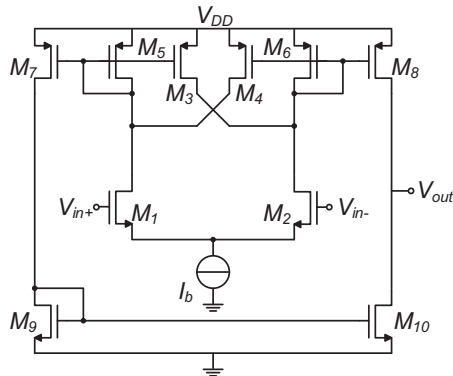 V_DD
M_7
M_5
M_3
M_4
M_6
M_8
V_in+
M_1
M_2
V_in-
V_out
I_b
M_9
M_10